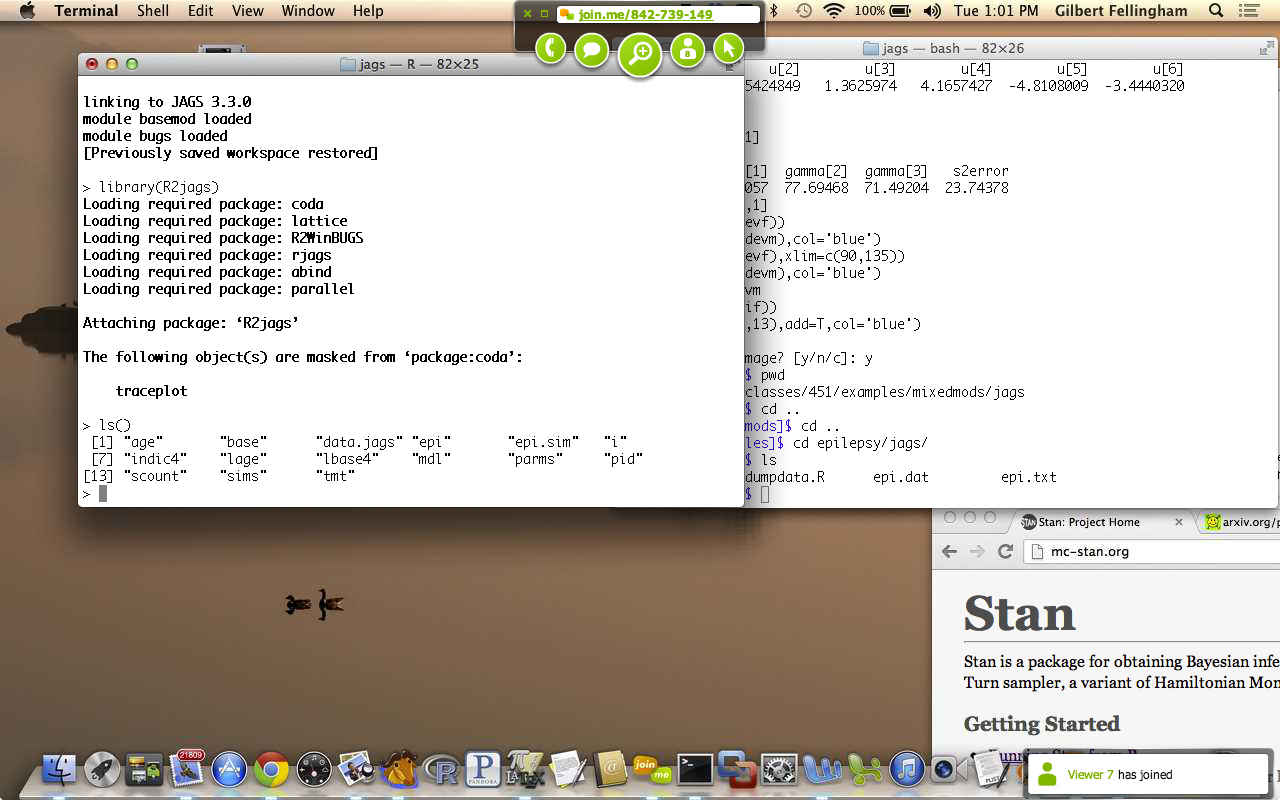 Terminal Shell Edit View Window Help
100% Tue 1:01 PM Gilbert Fellingham
join.me/842-739-149
jags — R — 82×25
linking to JAGS 3.3.0
module basemod loaded
module bugs loaded
[Previously saved workspace restored]
> library(R2jags)
Loading required package: coda
Loading required package: lattice
Loading required package: R2WinBUGS
Loading required package: rjags
Loading required package: abind
Loading required package: parallel
Attaching package: ‘R2jags’
The following object(s) are masked from ‘package:coda’:
traceplot
> ls()
[1] "age" "base" "data.jags" "epi" "epi.sim" "i"
[7] "indic4" "lage" "lbase4" "mdl" "parms" "pid"
[13] "scount" "sims" "tmt"
>
jags — bash — 82×26
u[2] u[3] u[4] u[5] u[6]
5424849 1.3625974 4.1657427 -4.8108009 -3.4440320
1]
[1] gamma[2] gamma[3] s2error
057 77.69468 71.49204 23.74378
,1]
evf))
devm),col='blue')
evf),xlim=c(90,135))
devm),col='blue')
vm
if))
,13),add=T,col='blue')
mage? [y/n/c]: y
$ pwd
classes/451/examples/mixedmods/jags
$ cd ..
mods]$ cd ..
les]$ cd epilepsy/jags/
$ ls
dumpdata.R epi.dat epi.txt
$
Stan: Project Home
arxiv.org/p
mc-stan.org
Stan
Stan is a package for obtaining Bayesian infe
Turn sampler, a variant of Hamiltonian Mon
Getting Started
21809
PANDORA
join me
Viewer 7 has joined